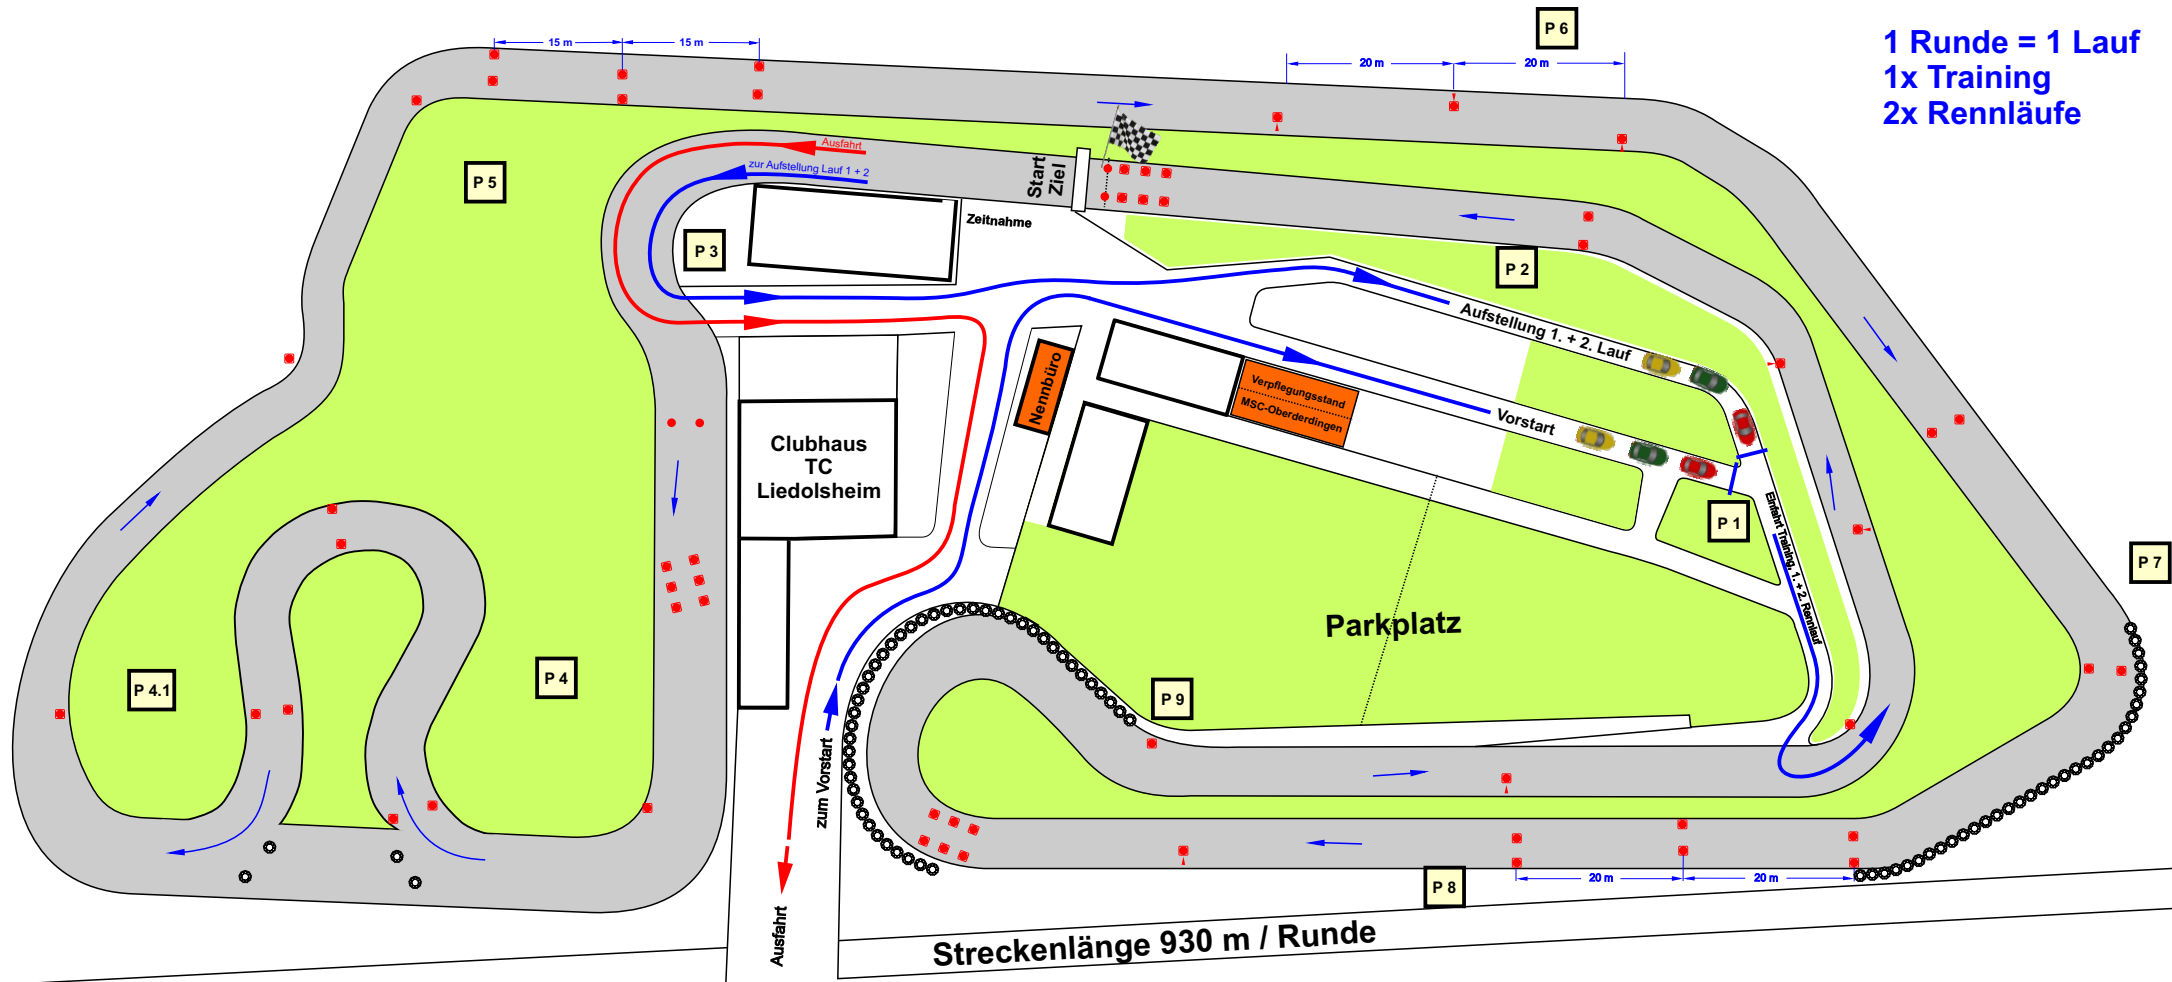 1 Runde = 1 Lauf
1x Training
2x Rennläufe
P 6
15 m
15 m
20 m
20 m
Ausfahrt
zur Aufstellung Lauf 1 + 2
Start
Ziel
P 5
Zeitnahme
P 3
P 2
Aufstellung 1. + 2. Lauf
Nennbüro
Verpflegungsstand
MSC-Oberderdingen
Vorstart
Clubhaus
TC
Liedolsheim
P 1
Einfahrt Training, 1. + 2. Rennlauf
P 7
Parkplatz
P 4.1
P 4
P 9
zum Vorstart
Ausfahrt
P 8
20 m
20 m
Streckenlänge 930 m / Runde